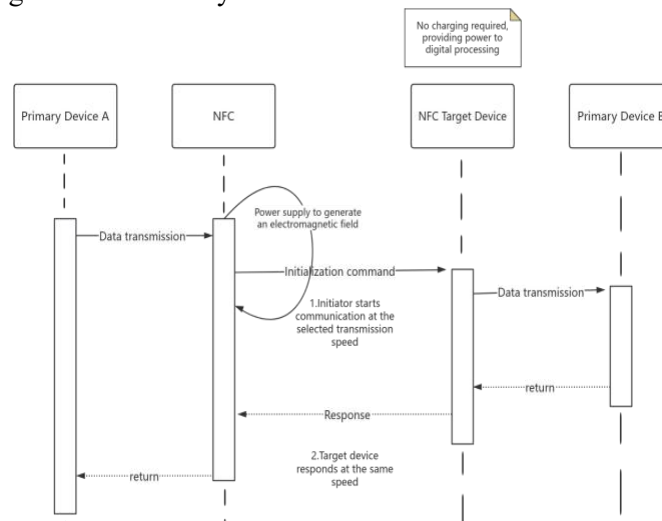 No charging required,
providing power to
digital processing
Primary Device A
NFC
NFC Target Device
Primary Device
Power supply to generate
an electromagnetic field
Data transmission
Initialization command
1.Initiator starts
communication at the
selected transmission
speed
Data transmission
return
Response
2.Target device
responds at the same
speed
return